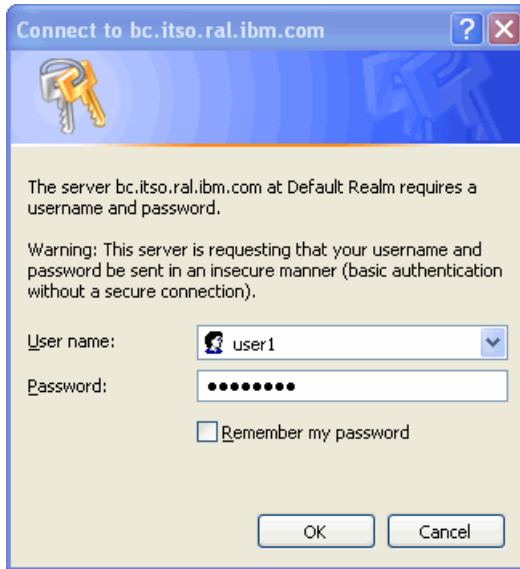 Connect to bc.itso.ral.ibm.com
The server bc.itso.ral.ibm.com at Default Realm requires a
username and password.
Warning: This server is requesting that your username and
password be sent in an insecure manner (basic authentication
without a secure connection).
User name:
user1
Password:
●●●●●●●●
Remember my password
OK
Cancel